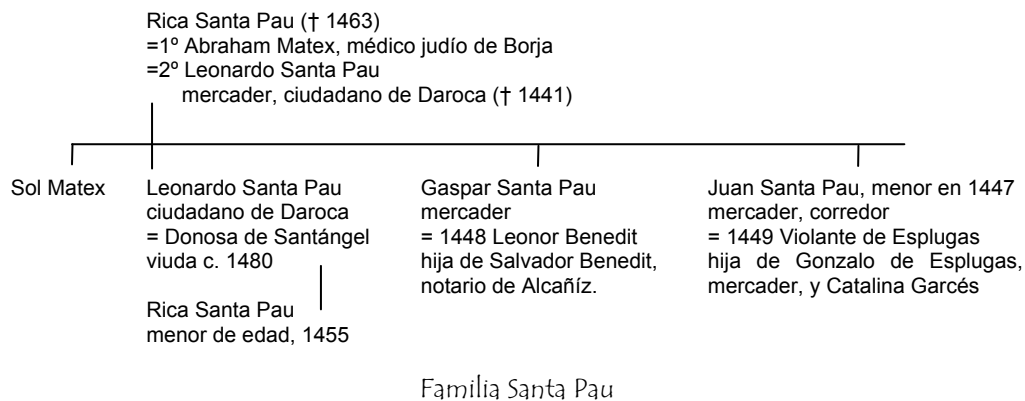 Rica Santa Pau († 1463)
=1º Abraham Matex, médico judío de Borja
=2º Leonardo Santa Pau
mercader, ciudadano de Daroca († 1441)
Sol Matex
Leonardo Santa Pau
ciudadano de Daroca
= Donosa de Santángel
viuda c. 1480
Rica Santa Pau
menor de edad, 1455
Gaspar Santa Pau
mercader
= 1448 Leonor Benedit
hija de Salvador Benedit,
notario de Alcañíz.
Juan Santa Pau, menor en 1447
mercader, corredor
= 1449 Violante de Esplugas
hija de Gonzalo de Esplugas,
mercader, y Catalina Garcés
Familia Santa Pau